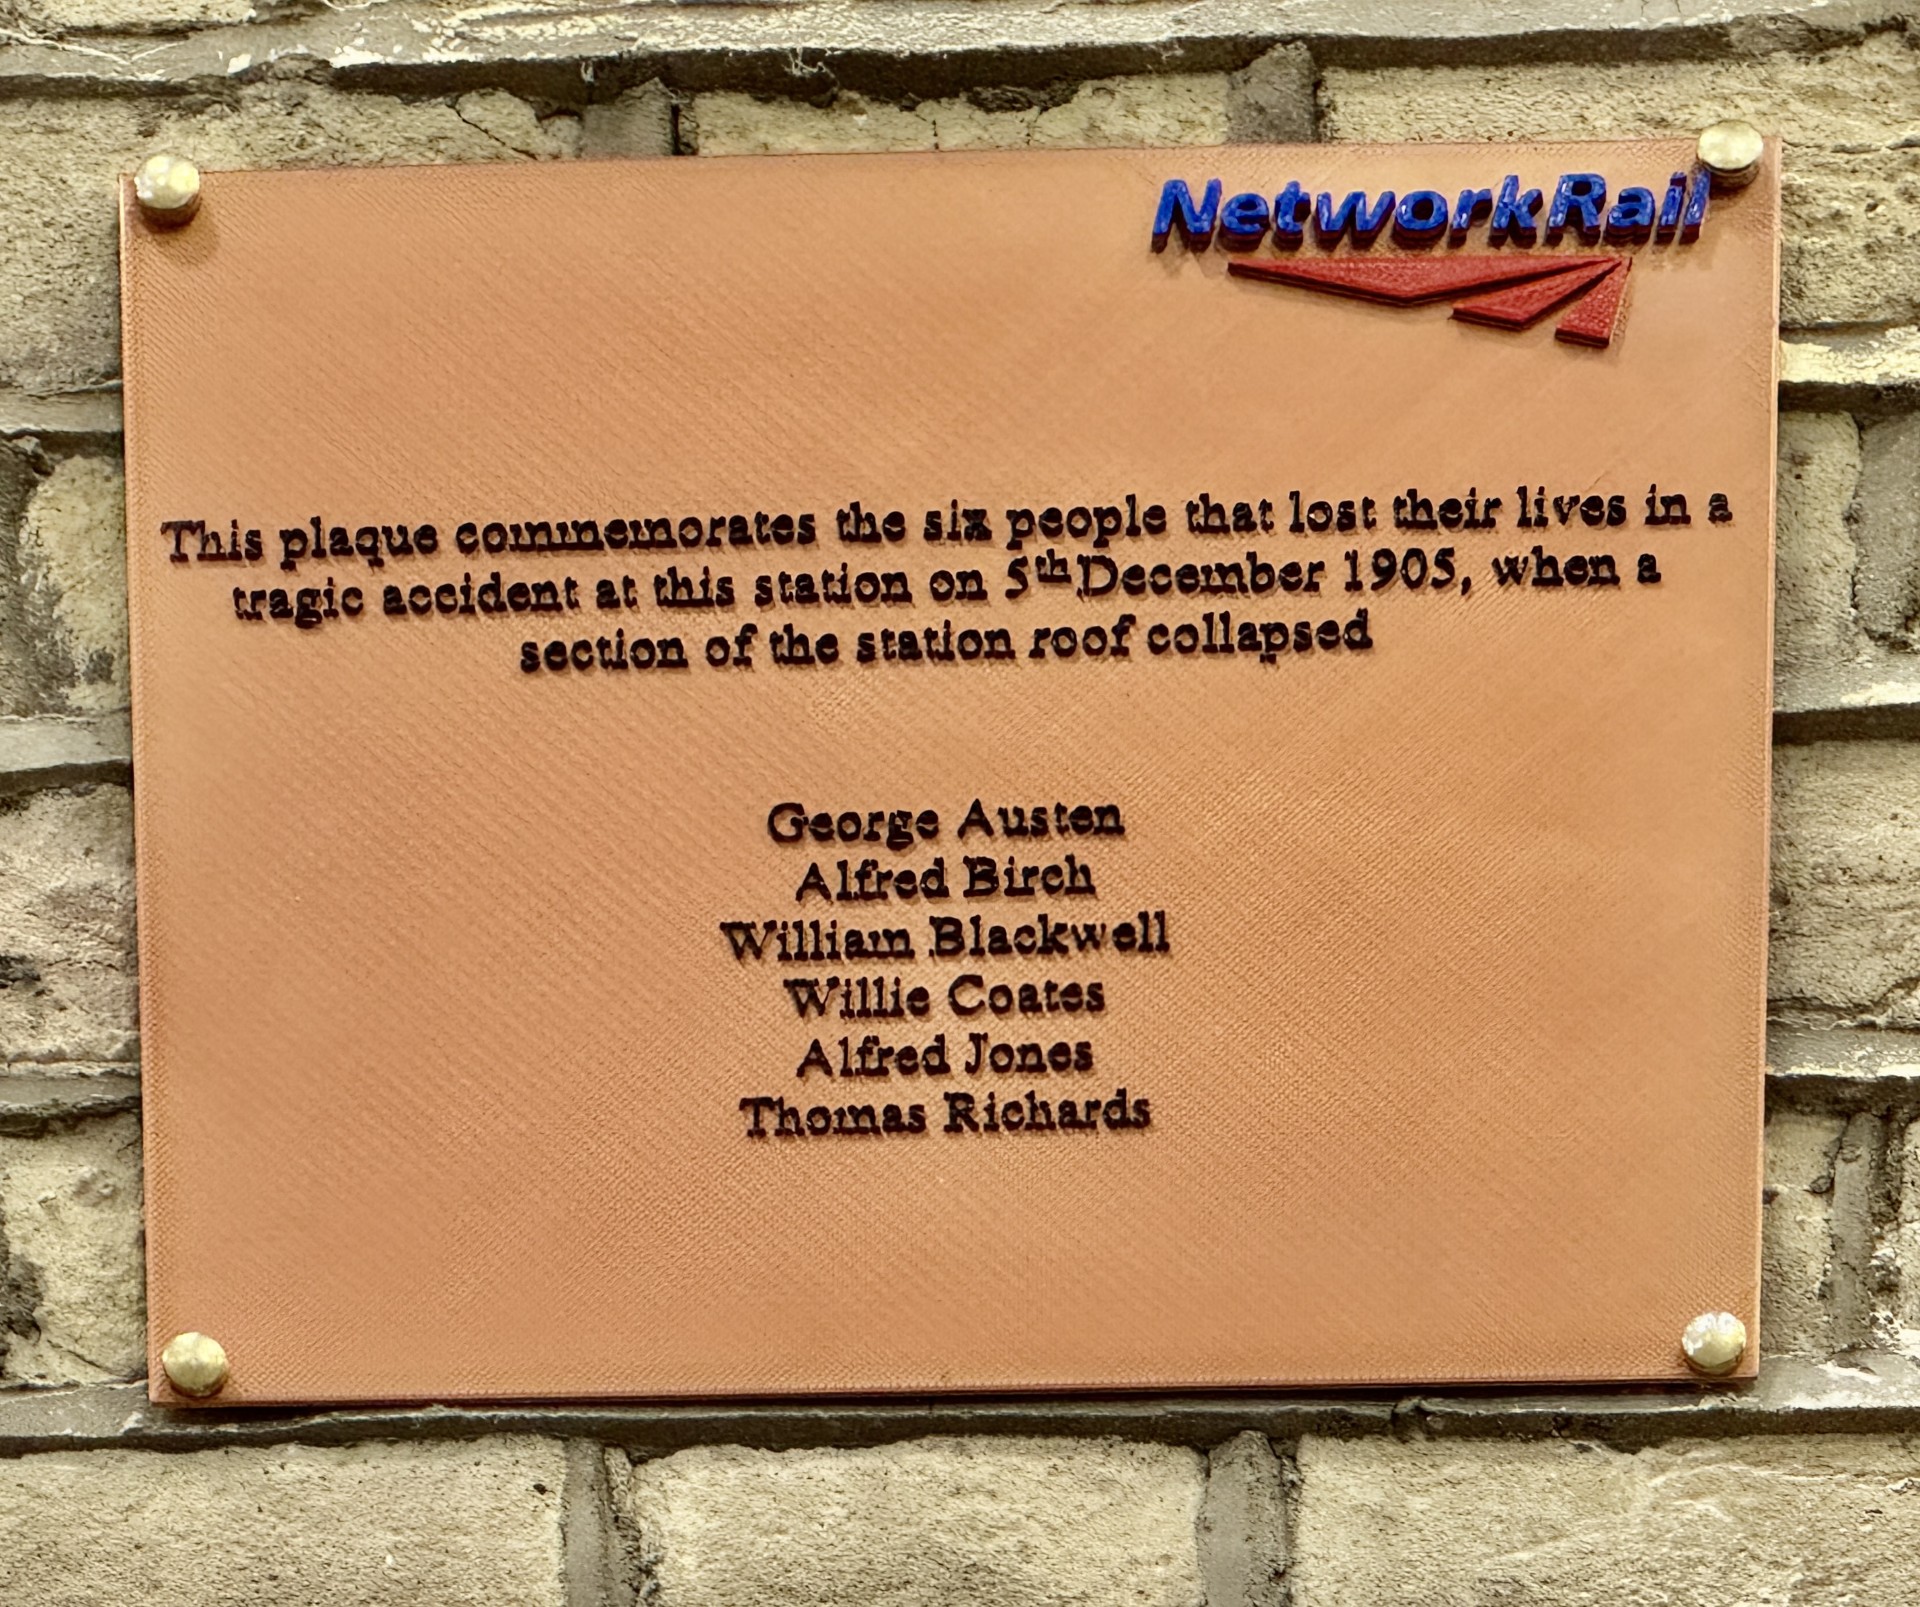 NetworkRail
This plaque commemorates the six people that lost their lives in a
tragic accident at this station on 5th December 1905, when a
section of the station roof collapsed
George Austen
Alfred Birch
William Blackwell
Willie Coates
Alfred Jones
Thomas Richards